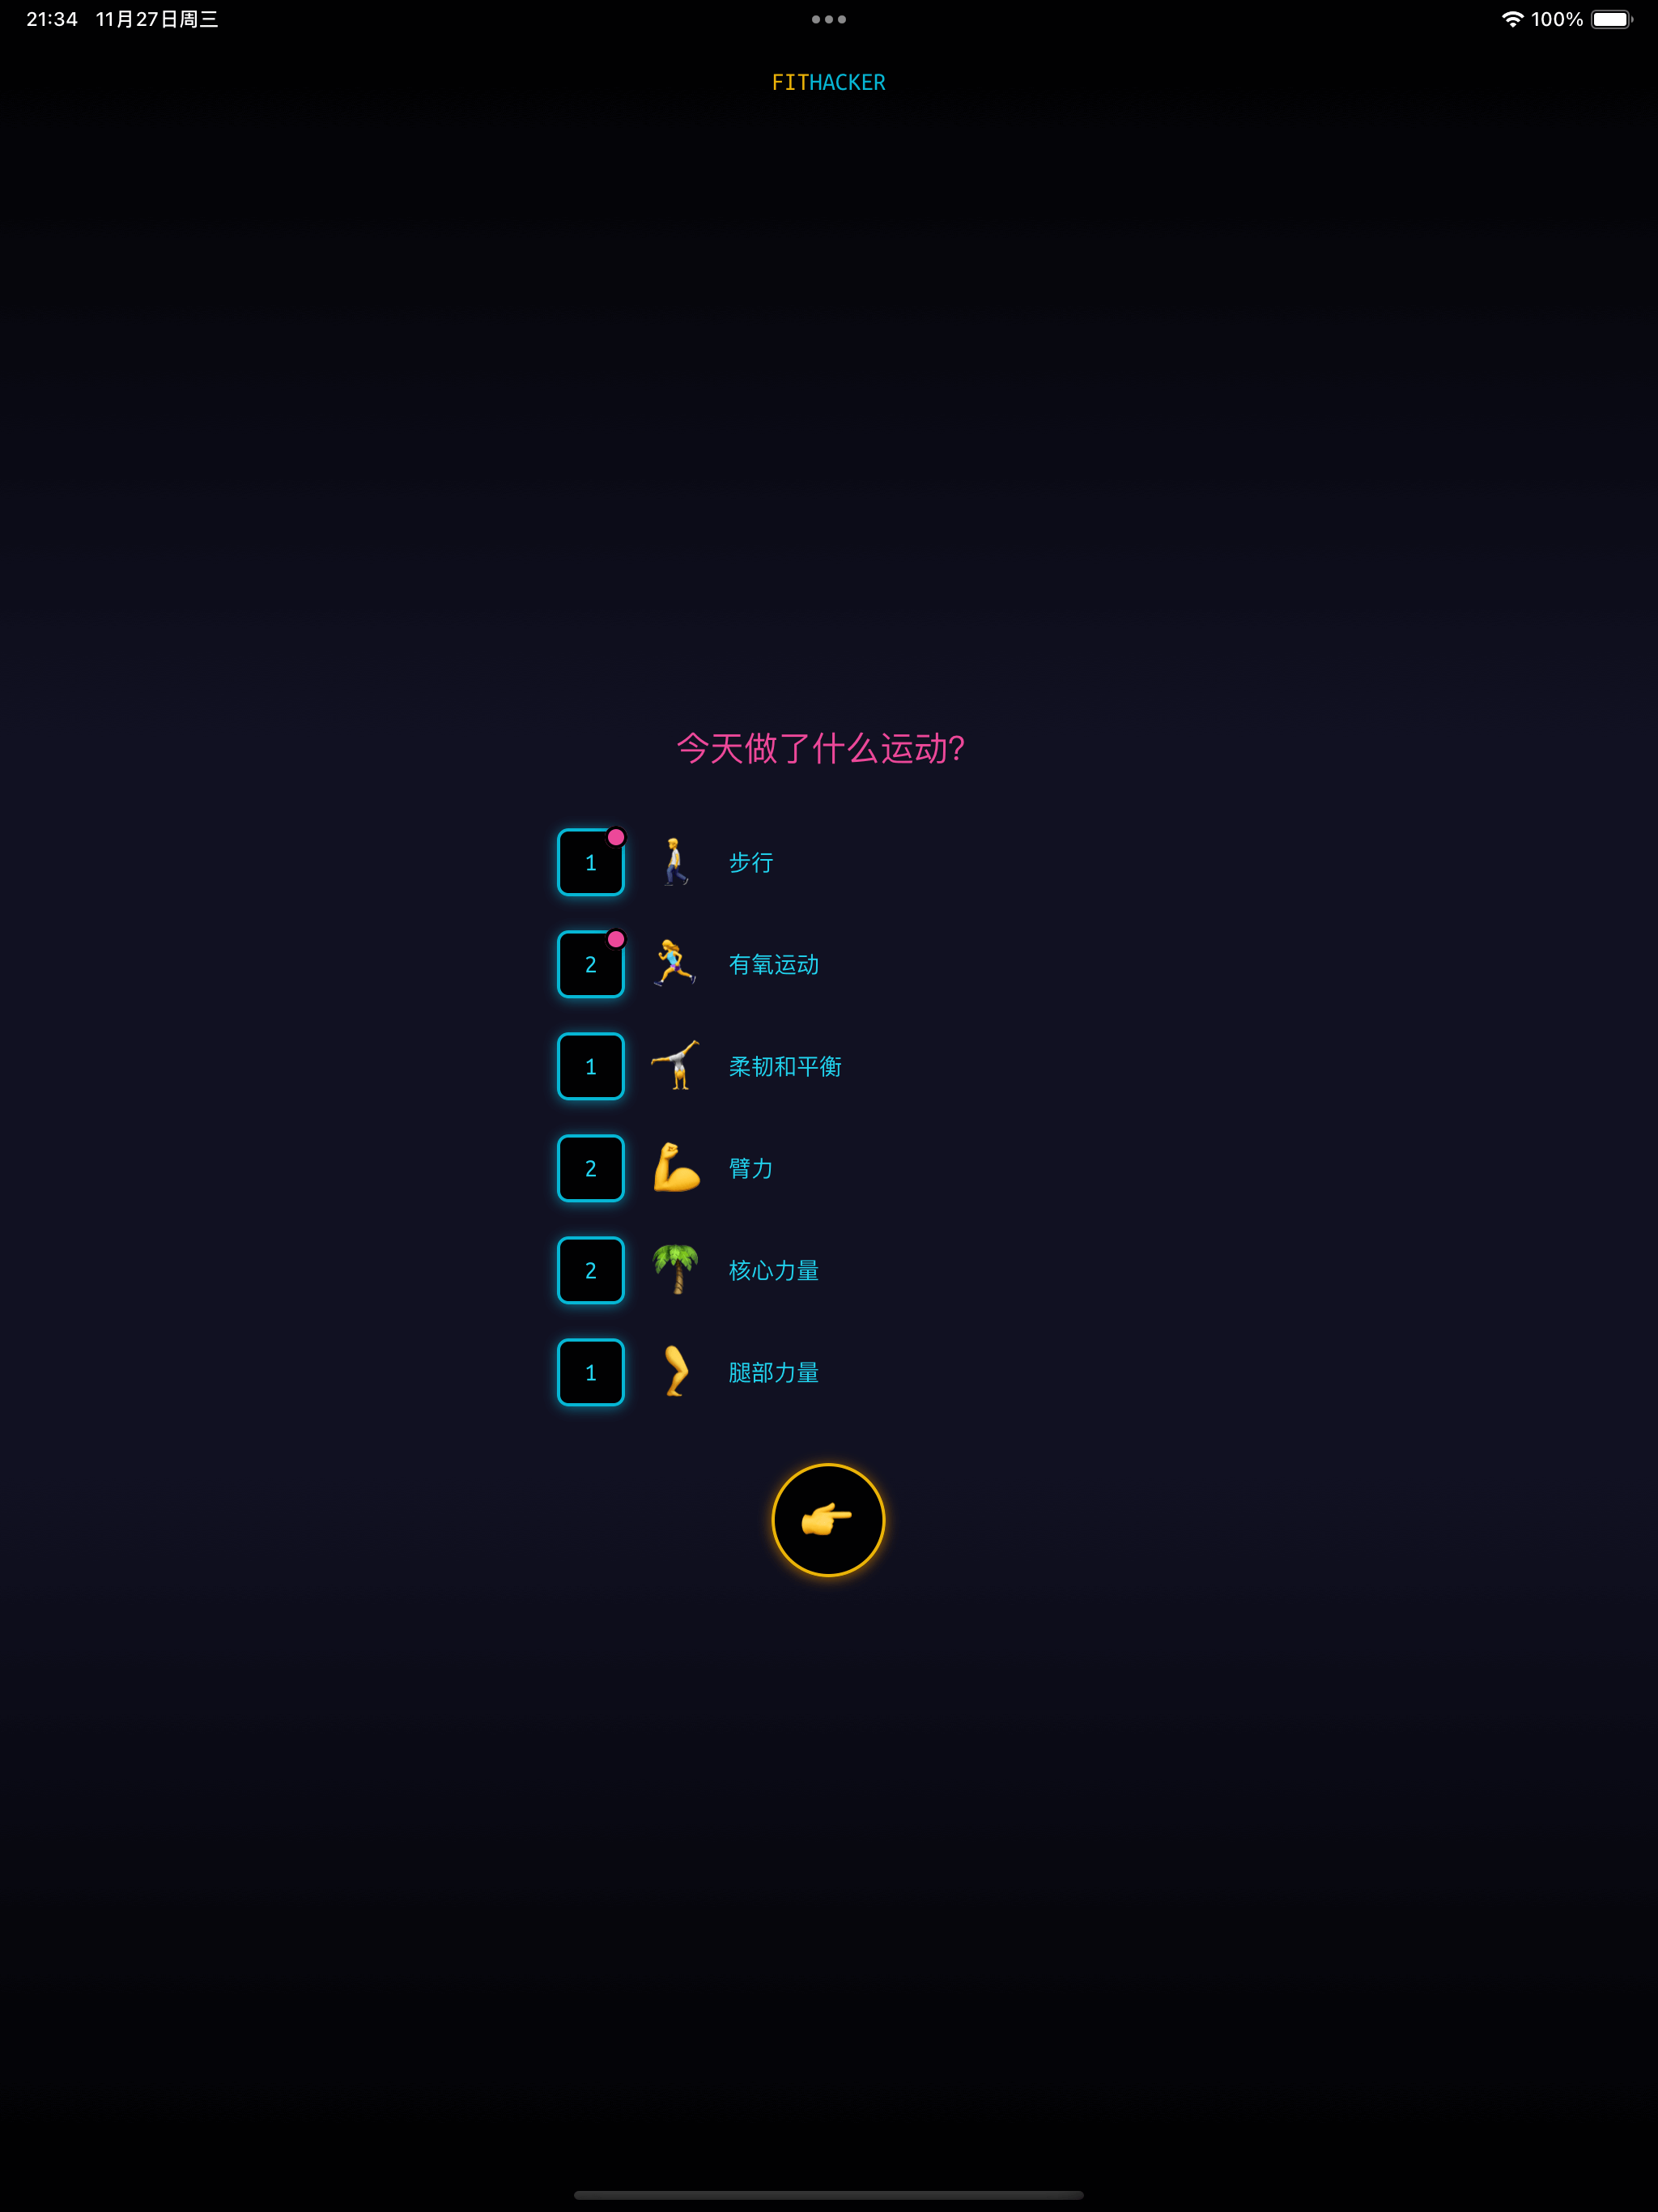 21:34 11月27日周三
100%
FITHACKER
今天做了什么运动?
1 步行
2 有氧运动
1 柔韧和平衡
2 臂力
2 核心力量
1 腿部力量